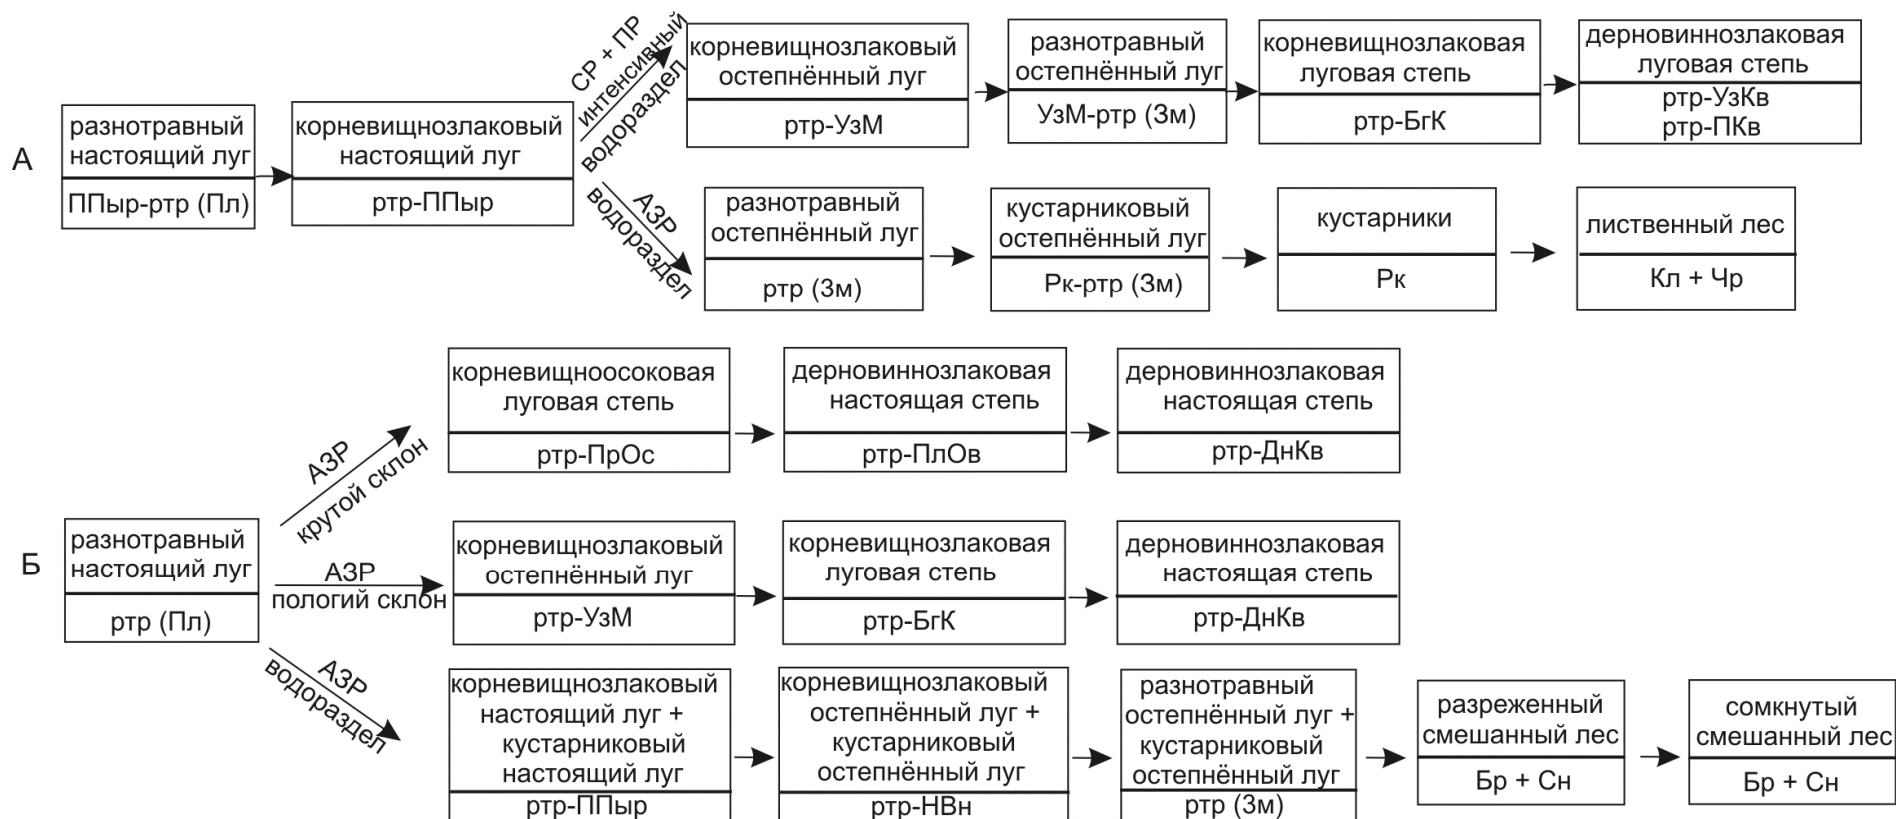 А
разнотравный
настоящий луг
ППыр-ртр (Пл)
корневищнозлаковый
настоящий луг
ртр-ППыр
СР + ПР
интенсивный
водораздел
корневищнозлаковый
остепнённый луг
ртр-УзМ
разнотравный
остепнённый луг
УзМ-ртр (Зм)
корневищнозлаковая
луговая степь
ртр-БгК
дерновиннозлаковая
луговая степь
ртр-УзКв
ртр-ПКв
АЗР
водораздел
разнотравный
остепнённый луг
ртр (Зм)
кустарниковый
остепнённый луг
Рк-ртр (Зм)
кустарники
Рк
лиственный лес
Кл + Чр
Б
разнотравный
настоящий луг
ртр (Пл)
АЗР
крутой склон
корневищноосоковая
луговая степь
ртр-ПрОс
дерновиннозлаковая
настоящая степь
ртр-ПлОв
дерновиннозлаковая
настоящая степь
ртр-ДнКв
АЗР
пологий склон
корневищнозлаковый
остепнённый луг
ртр-УзМ
корневищнозлаковая
луговая степь
ртр-БгК
дерновиннозлаковая
настоящая степь
ртр-ДнКв
АЗР
водораздел
корневищнозлаковый
настоящий луг +
кустарниковый
настоящий луг
ртр-ППыр
корневищнозлаковый
остепнённый луг +
кустарниковый
остепнённый луг
ртр-НВн
разнотравный
остепнённый луг +
кустарниковый
остепнённый луг
ртр (Зм)
разреженный
смешанный лес
Бр + Сн
сомкнутый
смешанный лес
Бр + Сн